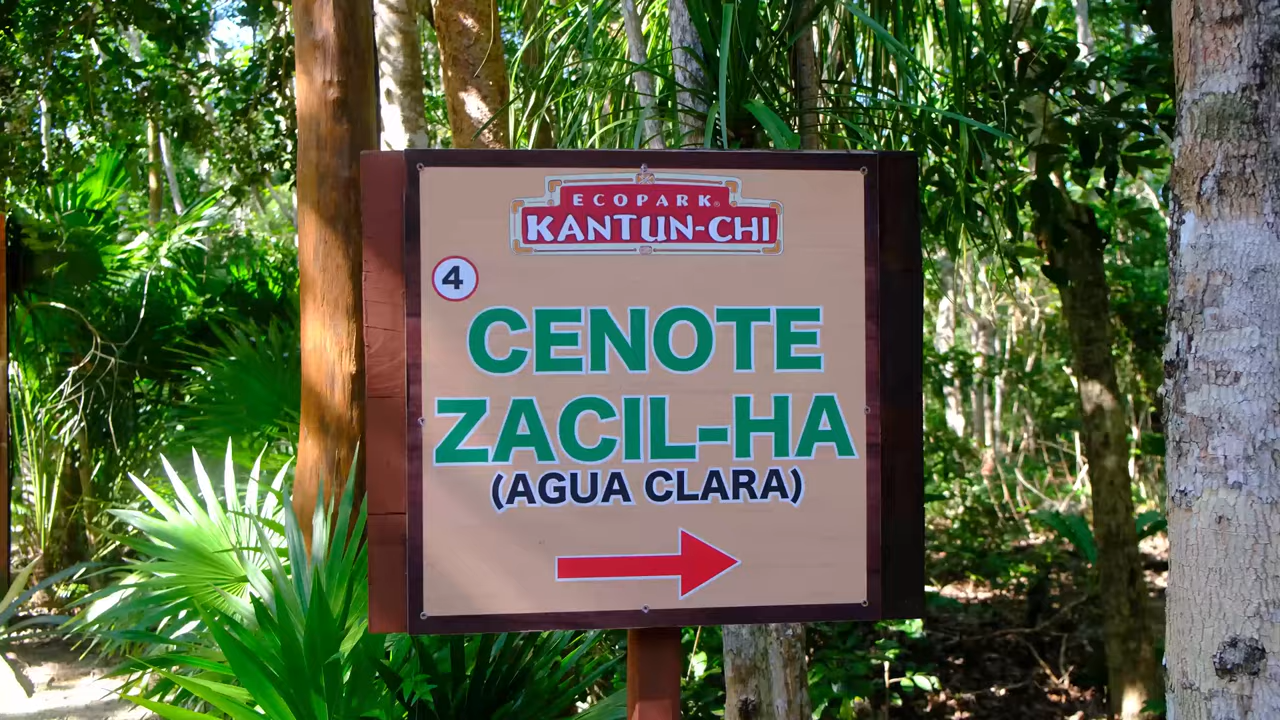 ECOPARK®
KANTUN-CHI
4
CENOTE
ZACIL-HA
(AGUA CLARA)